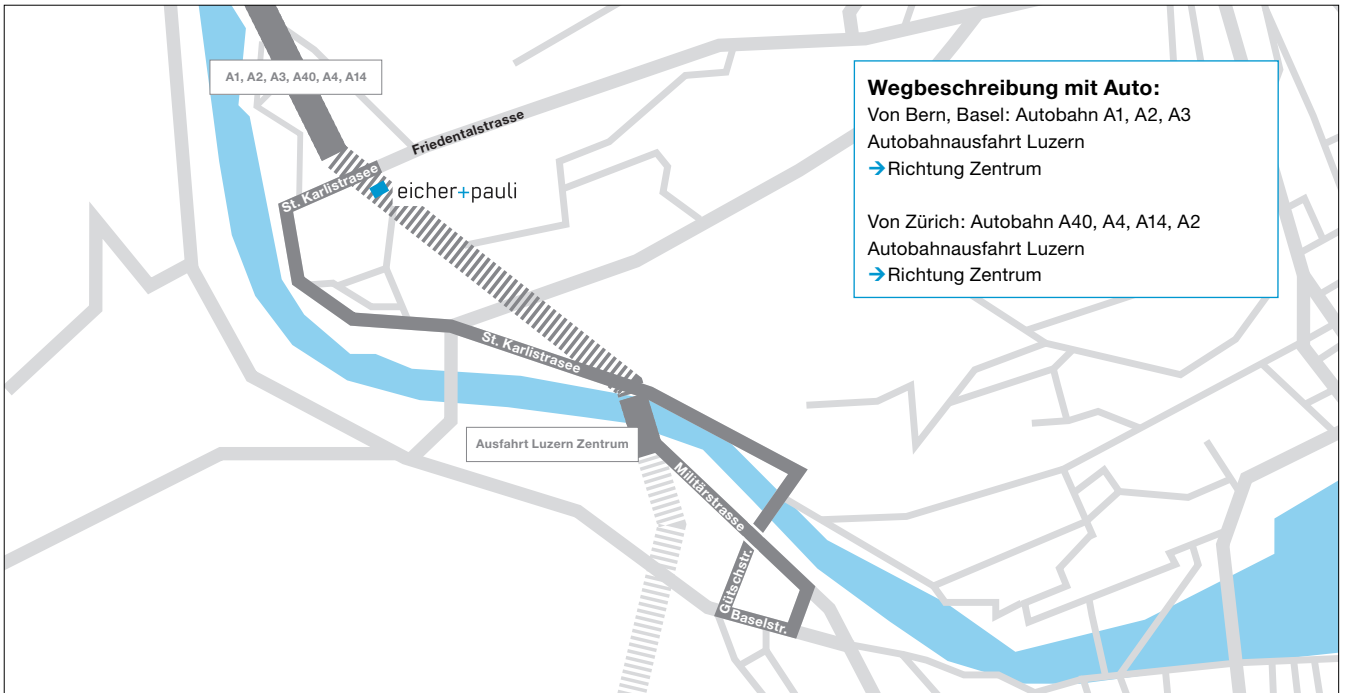 A1, A2, A3, A40, A4, A14
Wegbeschreibung mit Auto:
Von Bern, Basel: Autobahn A1, A2, A3
Autobahnausfahrt Luzern
→ Richtung Zentrum
Von Zürich: Autobahn A40, A4, A14, A2
Autobahnausfahrt Luzern
→ Richtung Zentrum
Friedentalstrasse
St. Karlistrasee
eicher+pauli
St. Karlistrasee
Ausfahrt Luzern Zentrum
Militärstrasse
Gütschstr.
Baselstr.